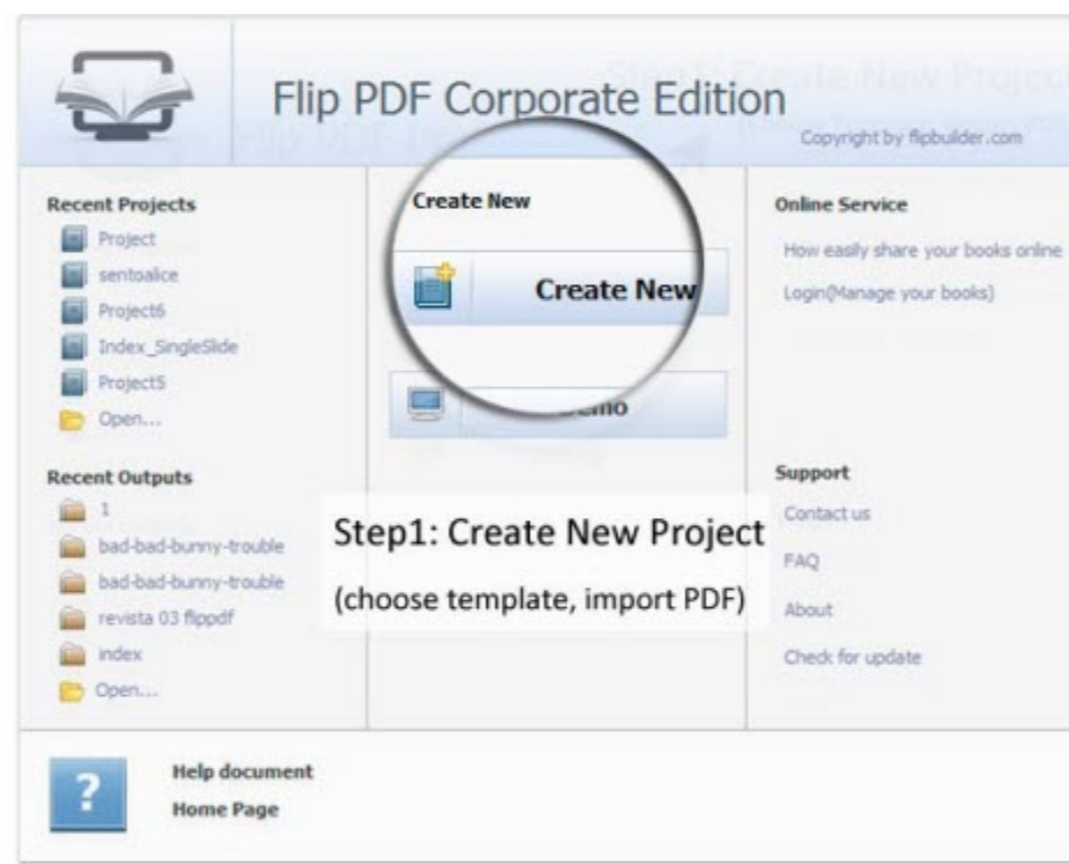 Flip PDF Corporate Edition
Copyright by flipbuilder.com
Recent Projects
Project
sentoalice
Project6
Index_SingleSlide
Project5
Open...
Recent Outputs
1
bad-bad-bunny-trouble
bad-bad-bunny-trouble
revista 03 flippdf
index
Open...
Create New
Create New
Demo
Step1: Create New Project
(choose template, import PDF)
Online Service
How easily share your books online
Login(Manage your books)
Support
Contact us
FAQ
About
Check for update
?
Help document
Home Page